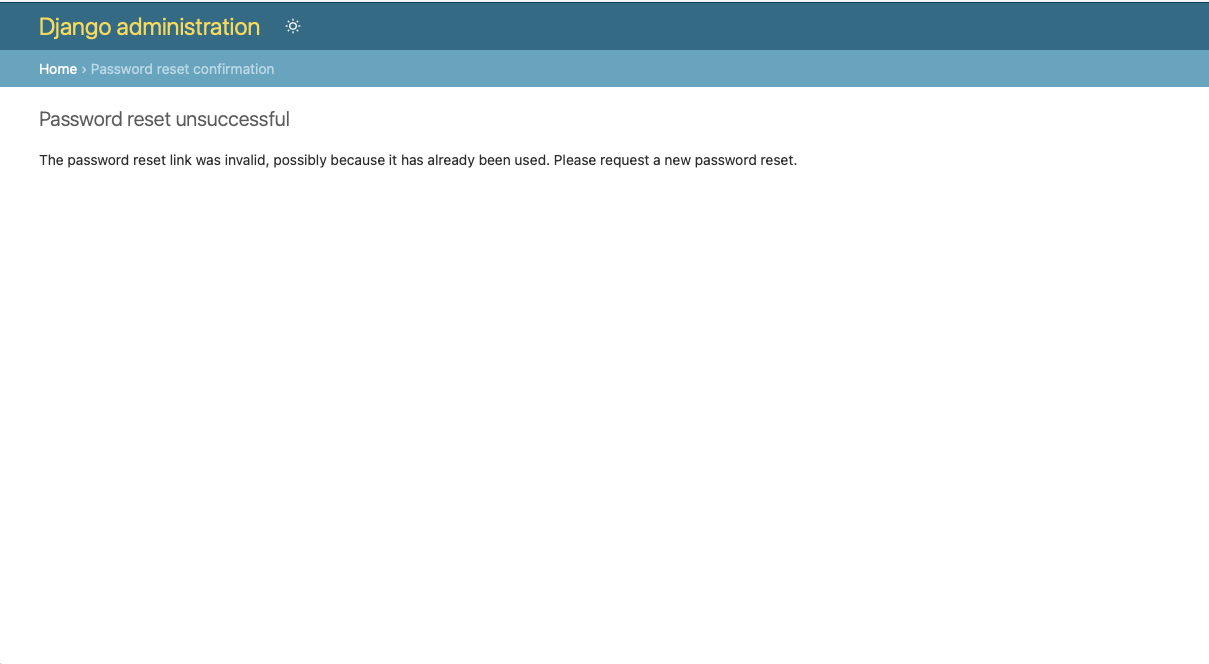 Django administration
Home › Password reset confirmation
Password reset unsuccessful
The password reset link was invalid, possibly because it has already been used. Please request a new password reset.